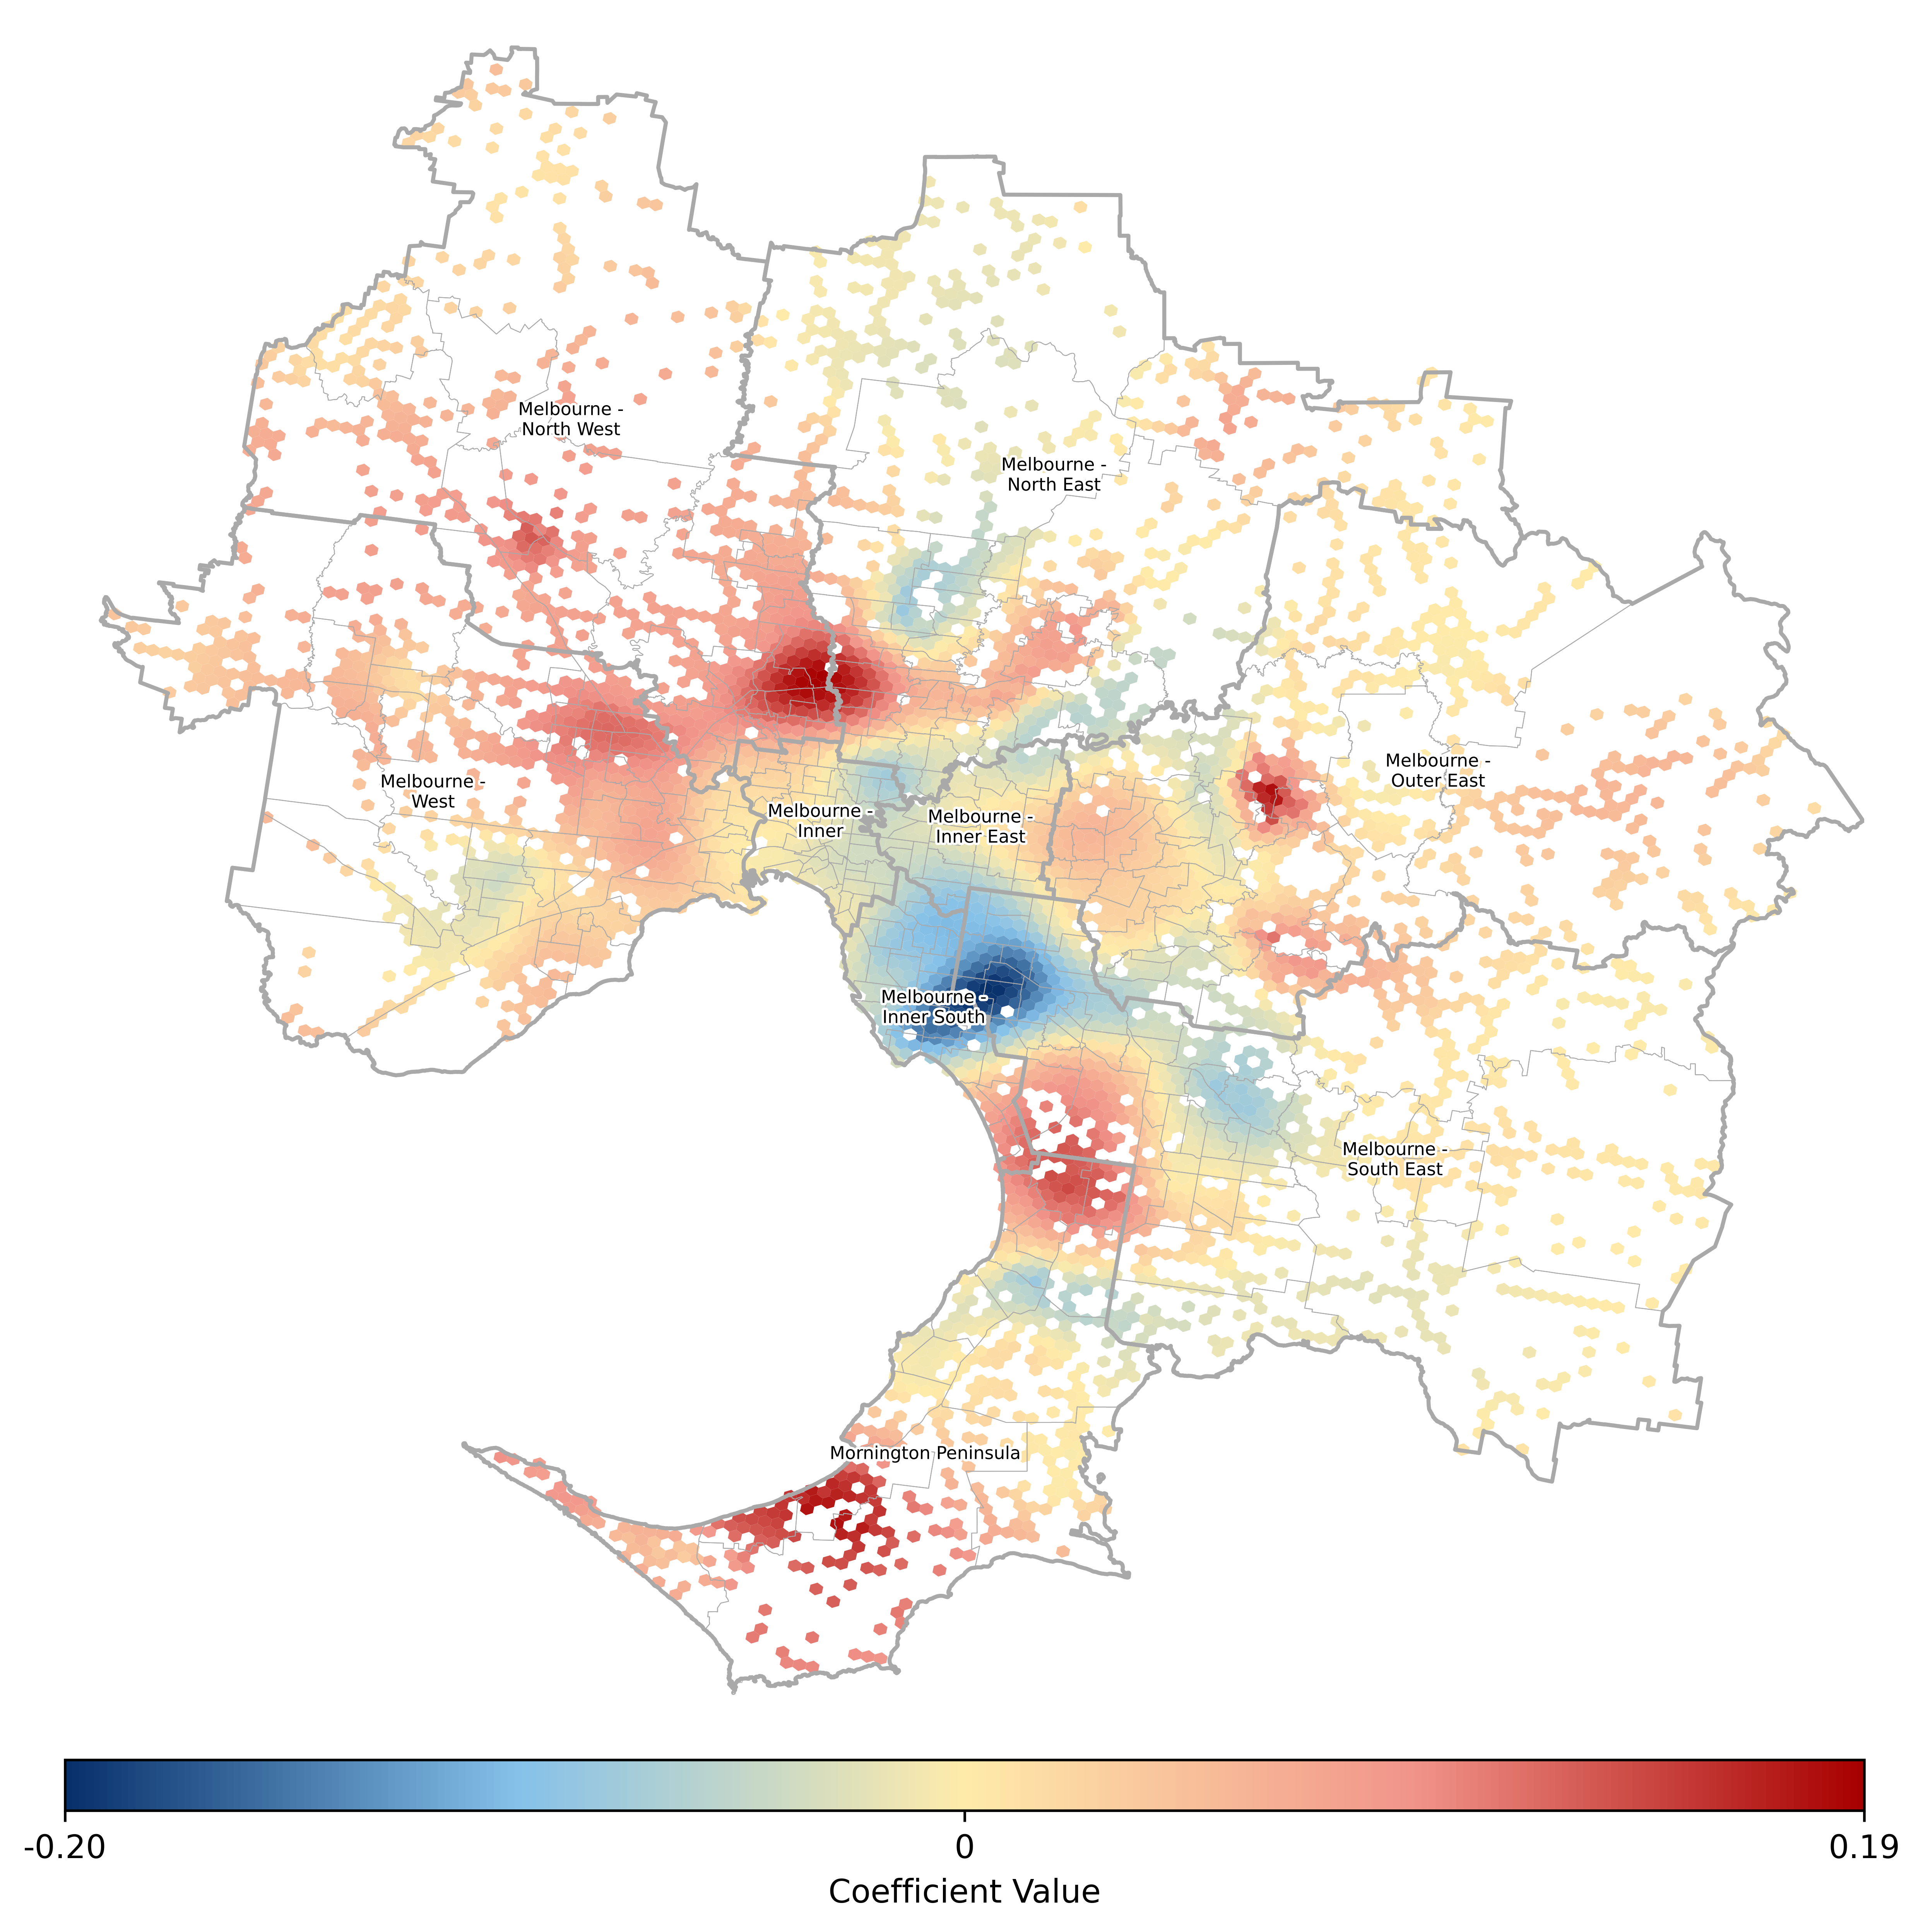 Melbourne -
North West
Melbourne -
North East
Melbourne -
Outer East
Melbourne -
West
Melbourne -
Inner
Melbourne -
Inner East
Melbourne -
Inner South
Melbourne -
South East
Mornington Peninsula
-0.20
0
0.19
Coefficient Value